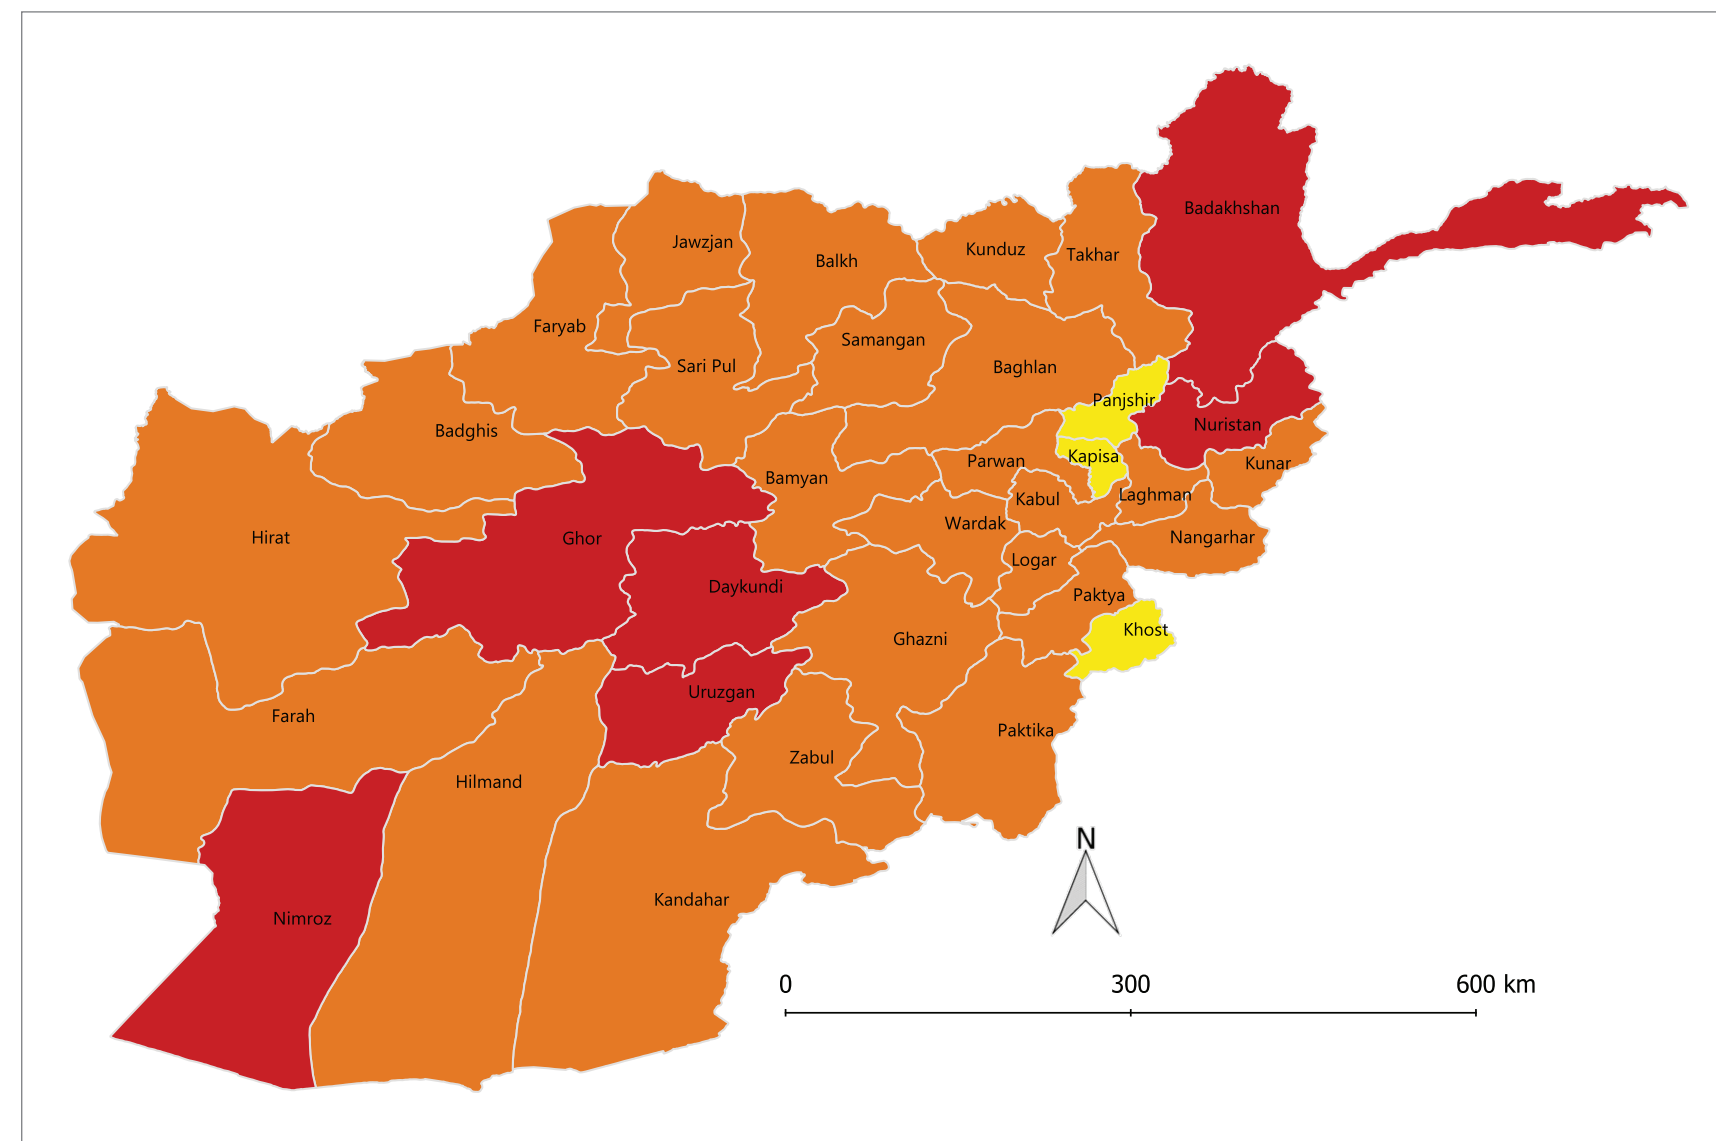 Badakhshan
Jawzjan
Balkh
Kunduz
Takhar
Faryab
Samangan
Sari Pul
Baghlan
Panjshir
Badghis
Nuristan
Kapisa
Parwan
Kunar
Bamyan
Kabul
Laghman
Wardak
Hirat
Ghor
Nangarhar
Logar
Daykundi
Paktya
Khost
Ghazni
Uruzgan
Farah
Paktika
Zabul
Hilmand
N
Kandahar
Nimroz
0 300 600 km